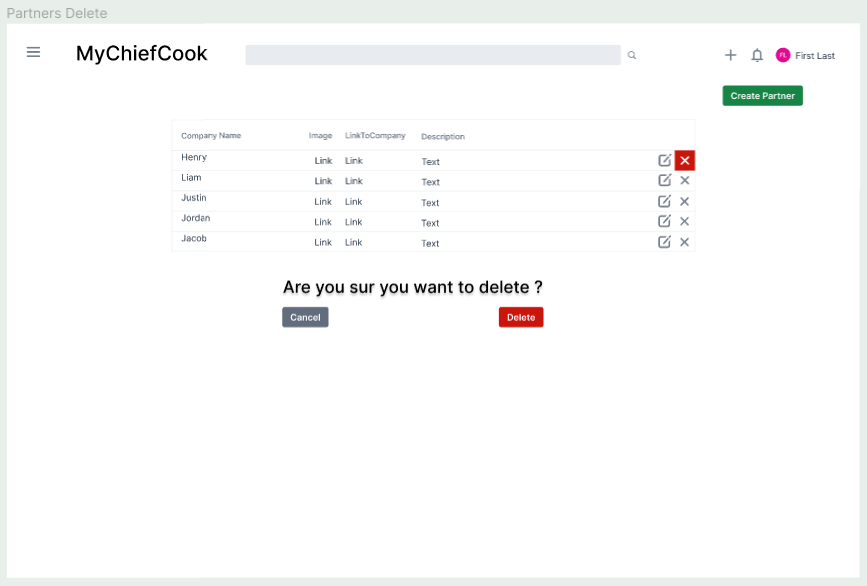 Partners Delete
MyChiefCook
First Last
Create Partner
Company Name Image LinkToCompany Description
Henry Link Link Text
Liam Link Link Text
Justin Link Link Text
Jordan Link Link Text
Jacob Link Link Text
Are you sur you want to delete ?
Cancel Delete